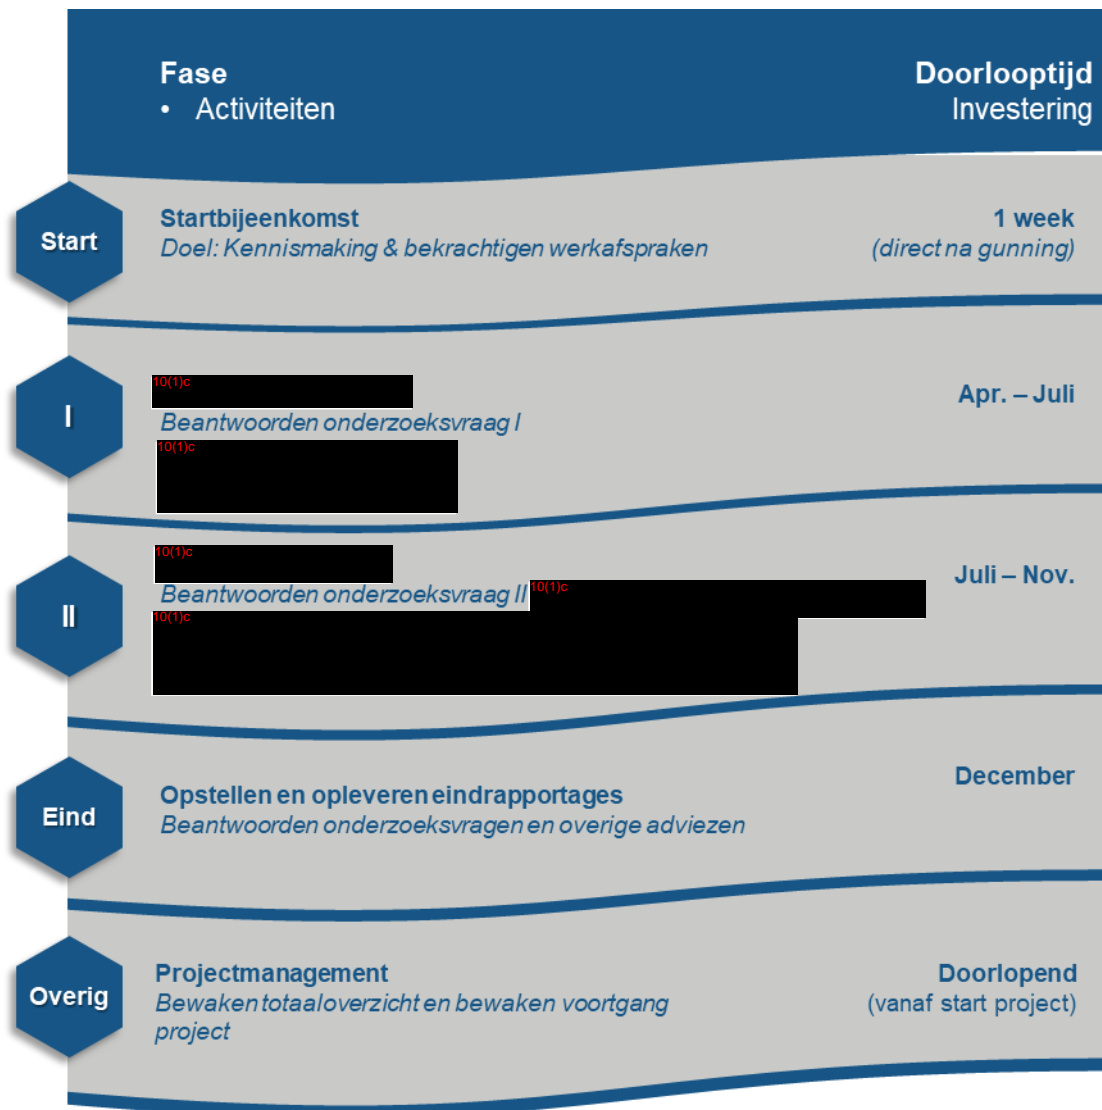 Fase
• Activiteiten
Doorlooptijd
Investering
Start
Startbijeenkomst
Doel: Kennismaking & bekrachtigen werkafspraken
1 week
(direct na gunning)
I
10(1)c
Beantwoorden onderzoeksvraag I
10(1)c
Apr. – Juli
II
10(1)c
Beantwoorden onderzoeksvraag II 10(1)c
10(1)c
Juli – Nov.
Eind
Opstellen en opleveren eindrapportages
Beantwoorden onderzoeksvragen en overige adviezen
December
Overig
Projectmanagement
Bewaken totaaloverzicht en bewaken voortgang
project
Doorlopend
(vanaf start project)